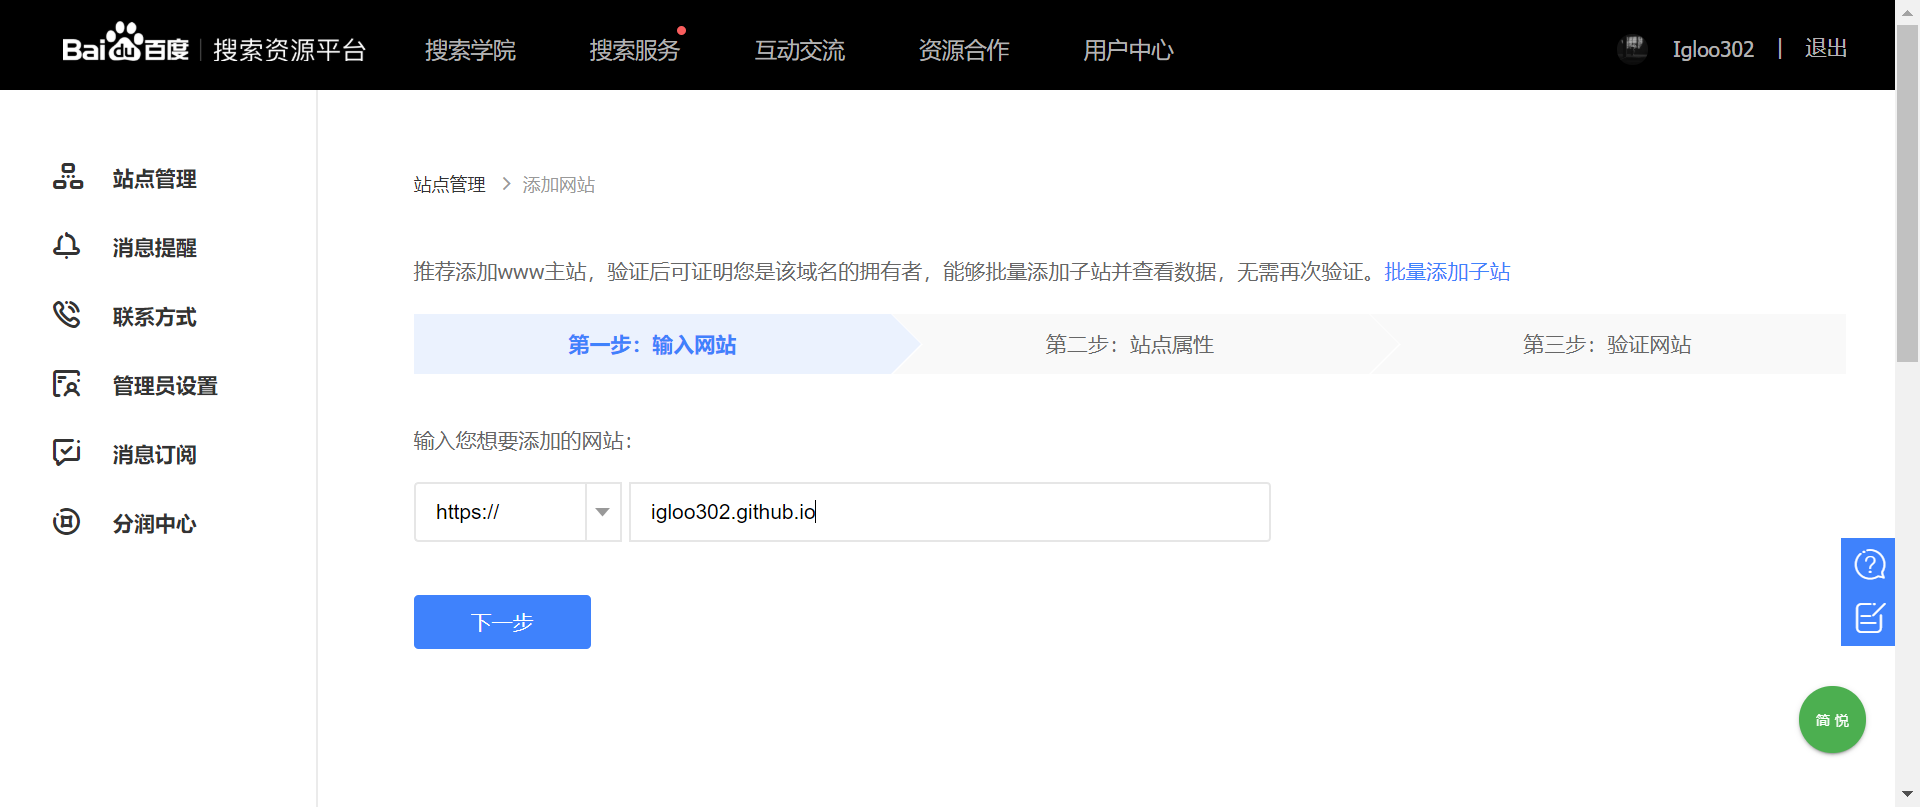 Bai du 百度 | 搜索资源平台 搜索学院 搜索服务 互动交流 资源合作 用户中心 Igloo302 | 退出
站点管理
消息提醒
联系方式
管理员设置
消息订阅
分润中心
站点管理 > 添加网站
推荐添加www主站，验证后可证明您是该域名的拥有者，能够批量添加子站并查看数据，无需再次验证。批量添加子站
第一步：输入网站 第二步：站点属性 第三步：验证网站
输入您想要添加的网站：
https:// igloo302.github.io
下一步
简悦